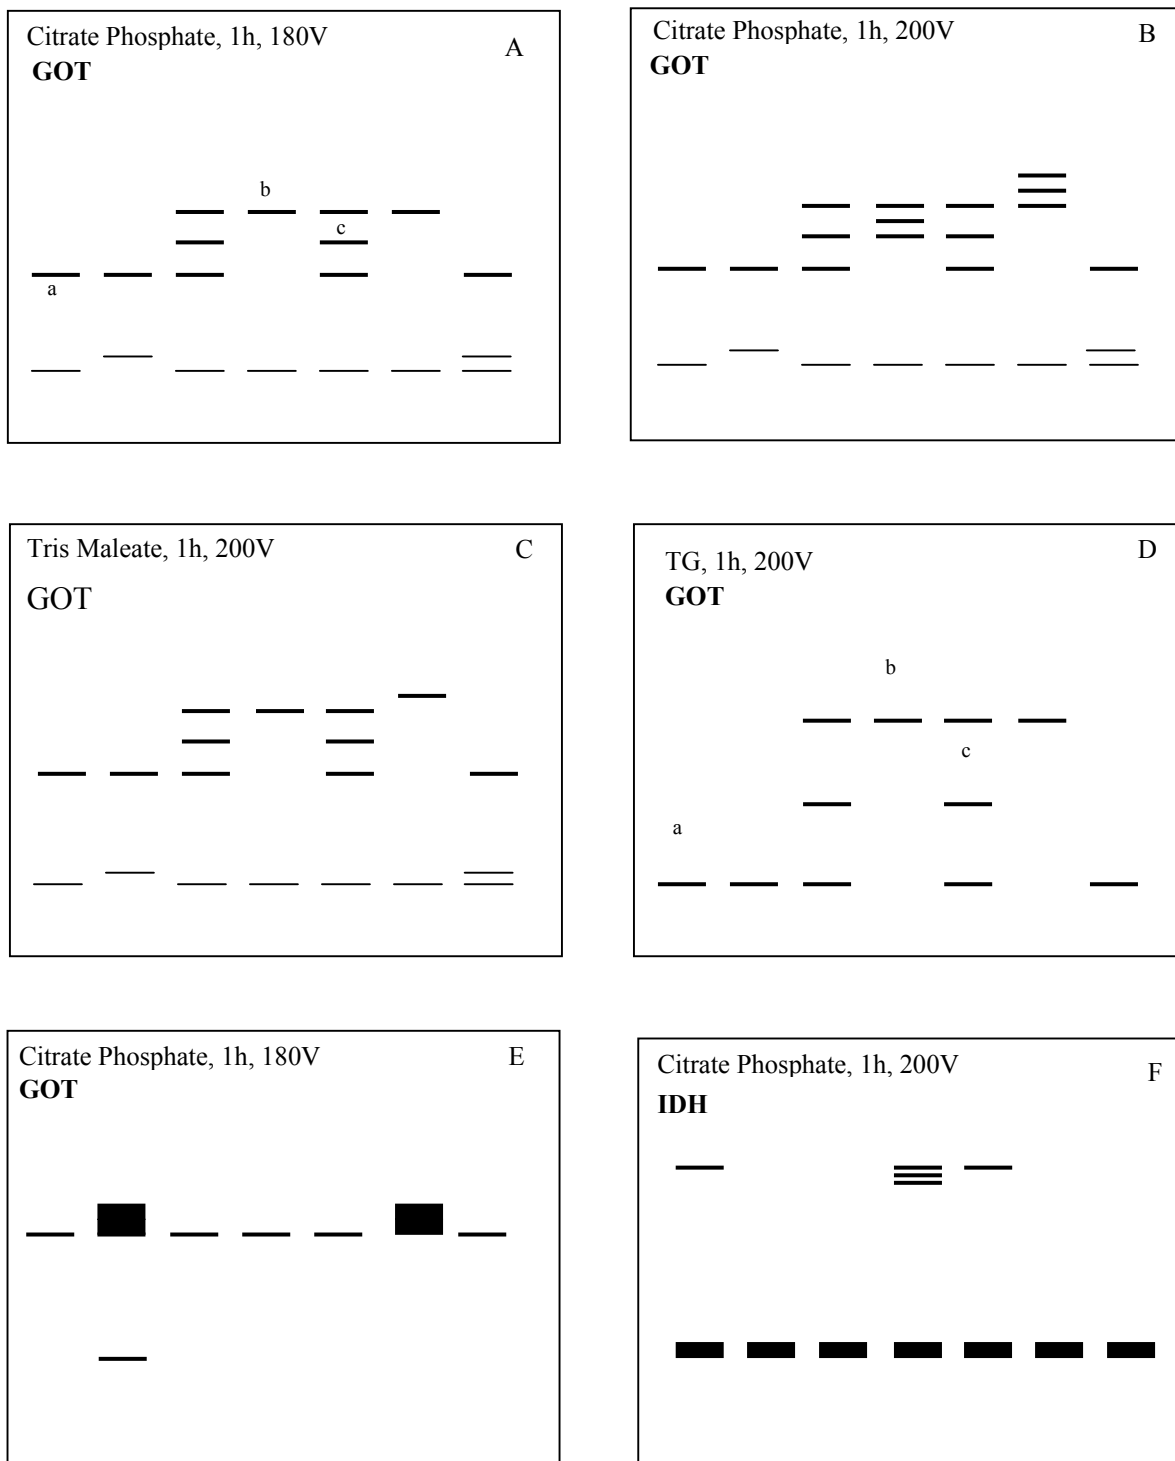 Citrate Phosphate, 1h, 180V
A
GOT
b
c
a
Citrate Phosphate, 1h, 200V
B
GOT
Tris Maleate, 1h, 200V
C
GOT
TG, 1h, 200V
D
GOT
b
c
a
Citrate Phosphate, 1h, 180V
E
GOT
Citrate Phosphate, 1h, 200V
F
IDH